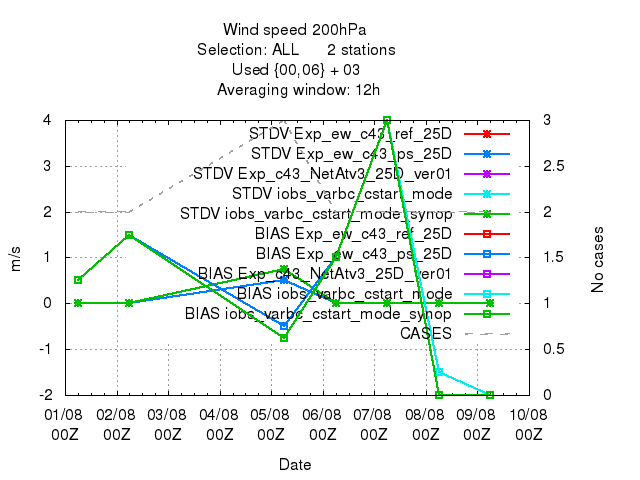 Wind speed 200hPa
Selection: ALL 2 stations
Used {00,06} + 03
Averaging window: 12h
4 3
STDV Exp_ew_c43_ref_25D
STDV Exp_ew_c43_ps_25D
3 2.5
STDV Exp_c43_NetAtv3_25D_ver01
STDV iobs_varbc_cstart_mode
2 2
STDV iobs_varbc_cstart_mode_synop
BIAS Exp_ew_c43_ref_25D
1 1.5
BIAS Exp_ew_c43_ps_25D
BIAS Exp_c43_NetAtv3_25D_ver01
BIAS iobs_varbc_cstart_mode
0 1
BIAS iobs_varbc_cstart_mode_synop
CASES
-1 0.5
-2 0
m/s
No cases
01/08 02/08 03/08 04/08 05/08 06/08 07/08 08/08 09/08 10/08
00Z 00Z 00Z 00Z 00Z 00Z 00Z 00Z 00Z 00Z
Date